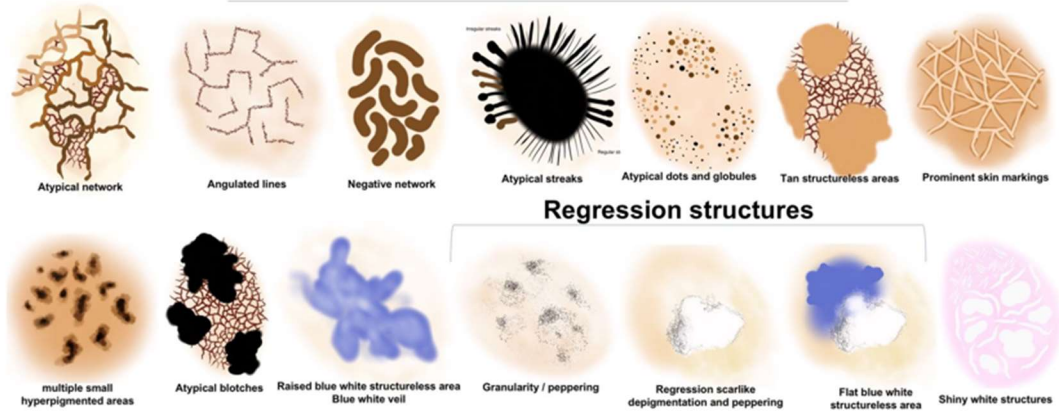 Irregular streaks
Regular st
Atypical network
Angulated lines
Negative network
Atypical streaks
Atypical dots and globules
Tan structureless areas
Prominent skin markings
Regression structures
multiple small
hyperpigmented areas
Atypical blotches
Raised blue white structureless area
Blue white veil
Granularity / peppering
Regression scarlike
depigmentation and peppering
Flat blue white
structureless area
Shiny white structures